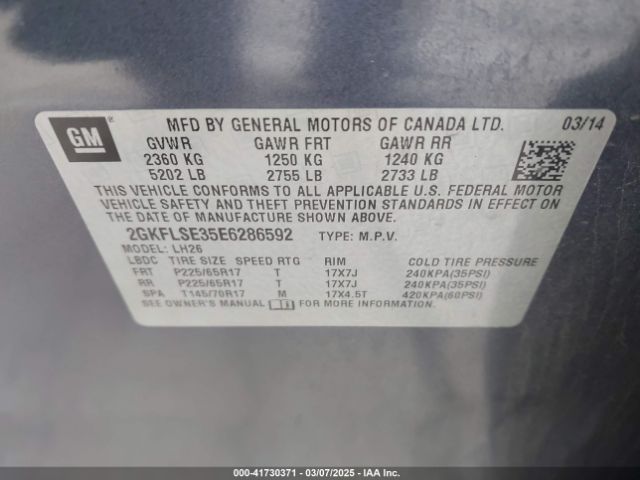 GM
MFD BY GENERAL MOTORS OF CANADA LTD. 03/14
GVWR GAWR FRT GAWR RR
2360 KG 1250 KG 1240 KG
5202 LB 2755 LB 2733 LB
THIS VEHICLE CONFORMS TO ALL APPLICABLE U.S. FEDERAL MOTOR
VEHICLE SAFETY AND THEFT PREVENTION STANDARDS IN EFFECT ON
THE DATE OF MANUFACTURE SHOWN ABOVE.
2GKFLSE35E6286592 TYPE: M.P.V.
MODEL: LH26
LBDC TIRE SIZE SPEED RTG RIM COLD TIRE PRESSURE
FRT P225/65R17 T 17X7J 240KPA(35PSI)
RR P225/65R17 T 17X7J 240KPA(35PSI)
SPA T145/70R17 M 17X4.5T 420KPA(60PSI)
SEE OWNER'S MANUAL FOR MORE INFORMATION.
000-41730371 | 03/07/2025 - IAA, Inc.